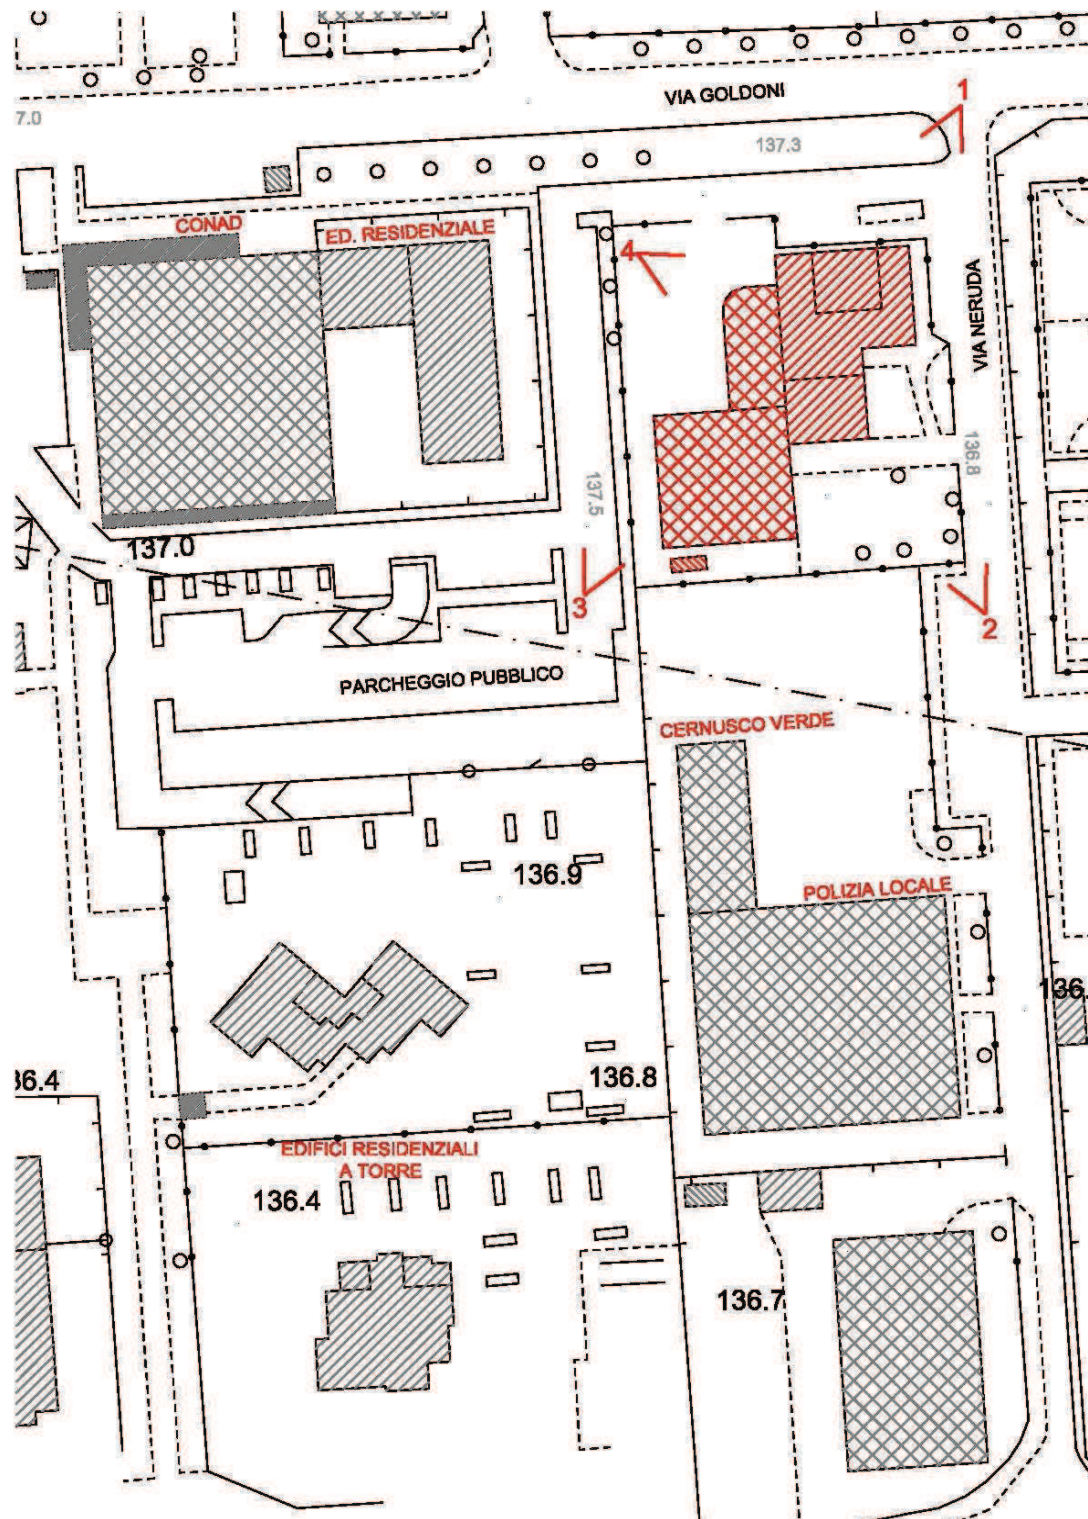 VIA GOLDONI
1
7.0
137.3
CONAD
ED. RESIDENZIALE
4
VIA NERUDA
136.8
137.5
137.0
3
2
PARCHEGGIO PUBBLICO
CERNUSCO VERDE
136.9
POLIZIA LOCALE
136.
36.4
136.8
EDIFICI RESIDENZIALI
A TORRE
136.4
136.7